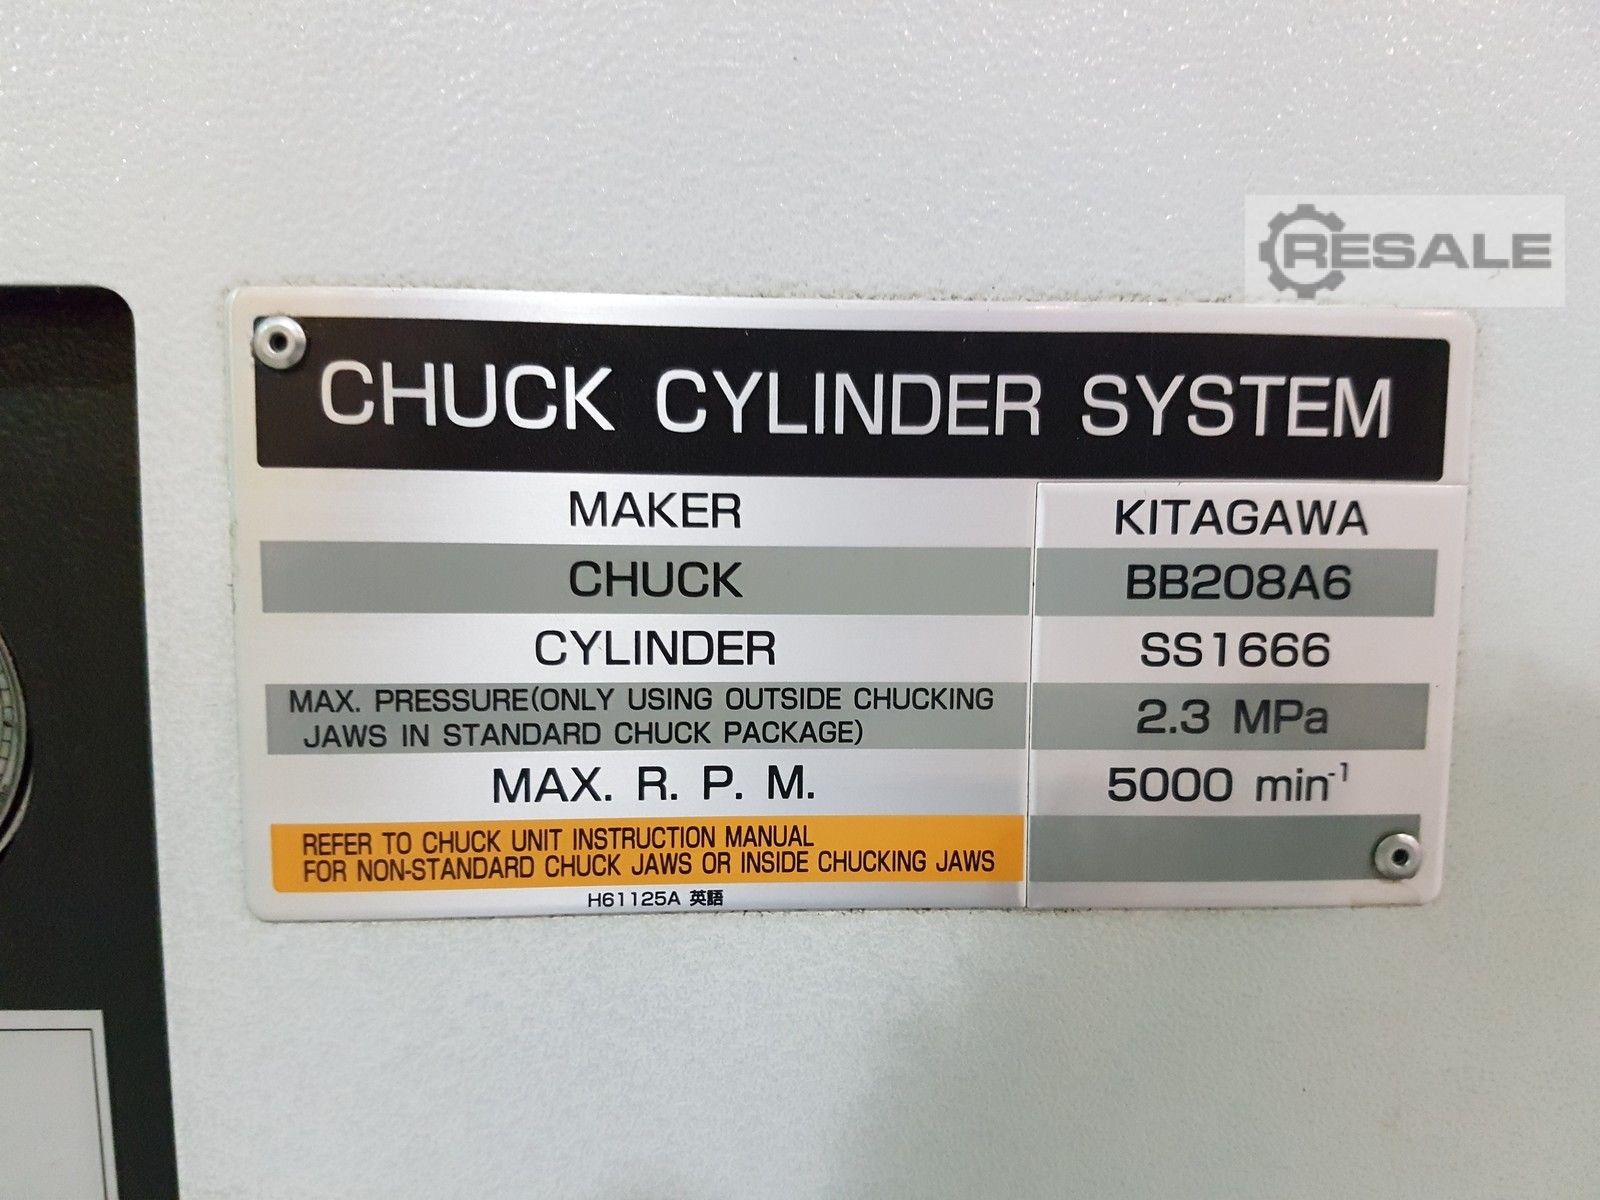 RESALE
CHUCK CYLINDER SYSTEM
MAKER KITAGAWA
CHUCK BB208A6
CYLINDER SS1666
MAX. PRESSURE(ONLY USING OUTSIDE CHUCKING
JAWS IN STANDARD CHUCK PACKAGE) 2.3 MPa
MAX. R. P. M. 5000 min⁻¹
REFER TO CHUCK UNIT INSTRUCTION MANUAL
FOR NON-STANDARD CHUCK JAWS OR INSIDE CHUCKING JAWS
H61125A 英語